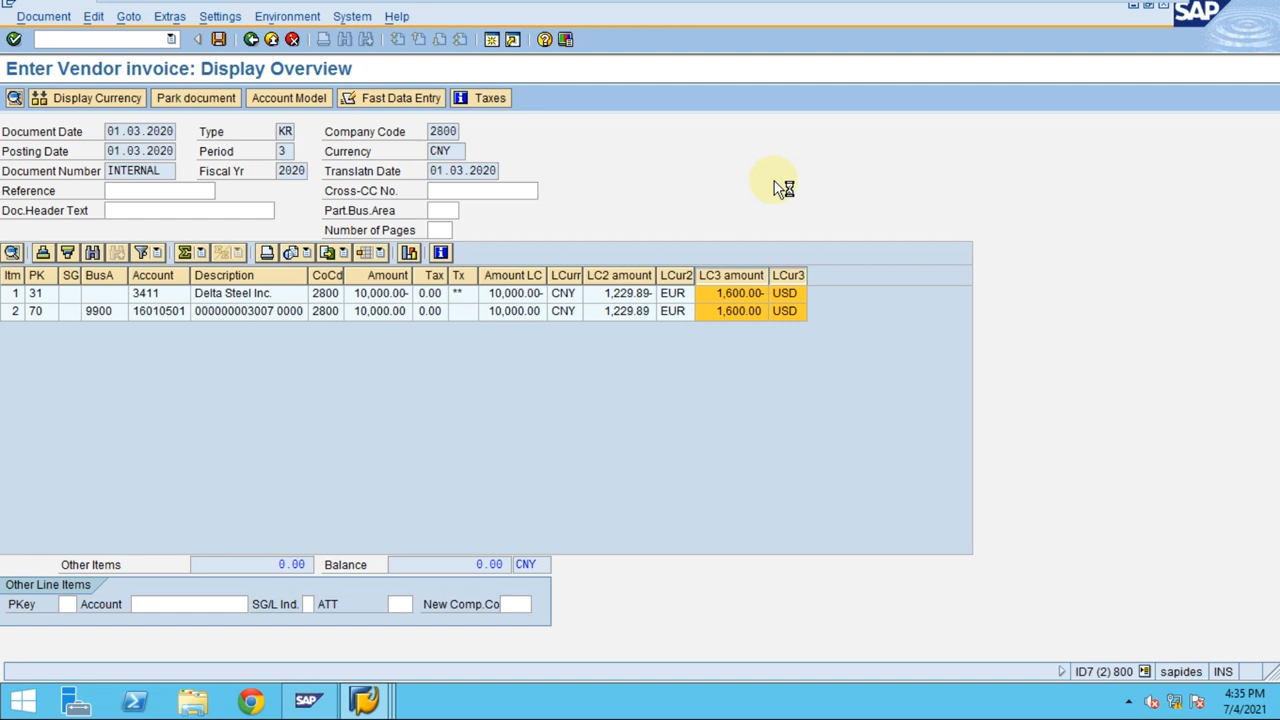 Document Edit Goto Extras Settings Environment System Help
SAP
Enter Vendor invoice: Display Overview
Display Currency Park document Account Model Fast Data Entry Taxes
Document Date 01.03.2020 Type KR Company Code 2800
Posting Date 01.03.2020 Period 3 Currency CNY
Document Number INTERNAL Fiscal Yr 2020 Translatn Date 01.03.2020
Reference Cross-CC No.
Doc.Header Text Part.Bus.Area
Number of Pages
Itm PK SG BusA Account Description CoCd Amount Tax Tx Amount LC LCurr LC2 amount LCur2 LC3 amount LCur3
1 31 3411 Delta Steel Inc. 2800 10,000.00- 0.00 ** 10,000.00- CNY 1,229.89- EUR 1,600.00- USD
2 70 9900 16010501 000000003007 0000 2800 10,000.00 0.00 10,000.00 CNY 1,229.89 EUR 1,600.00 USD
Other Items 0.00 Balance 0.00 CNY
Other Line Items
PKey Account SG/L Ind. ATT New Comp.Co
ID7 (2) 800 sapides INS
SAP
4:35 PM
7/4/2021